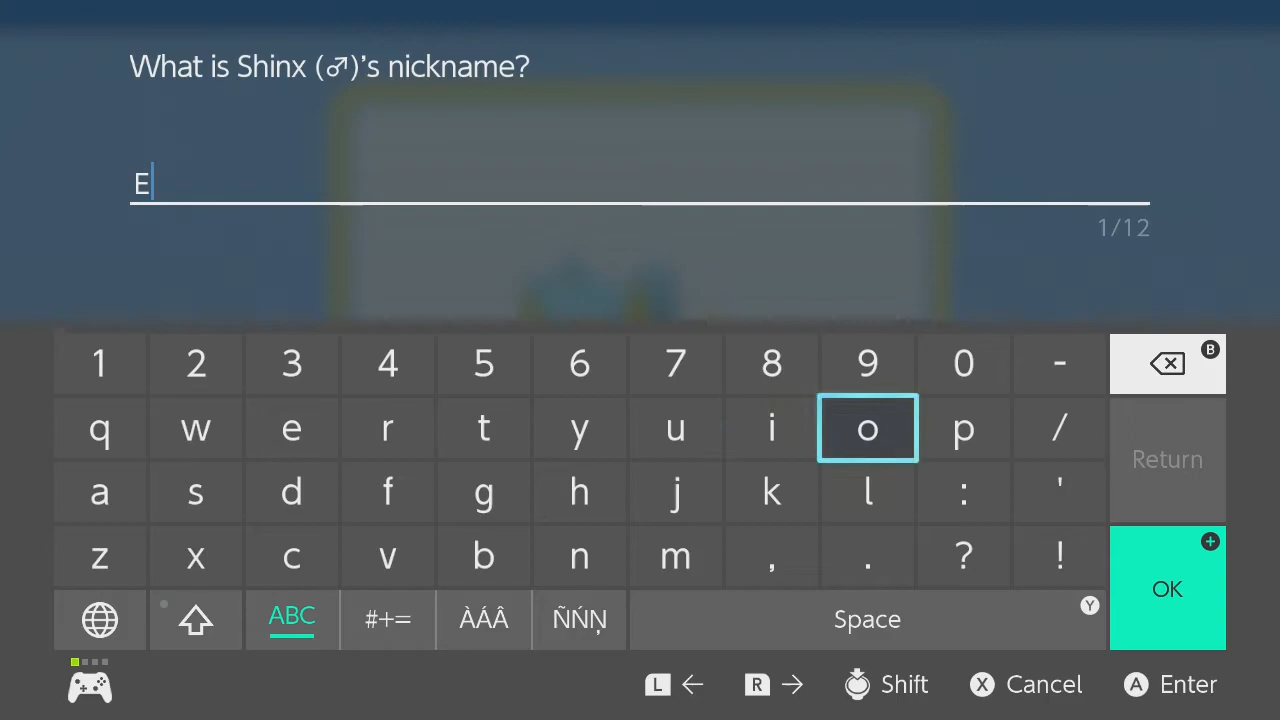 What is Shinx (♂)'s nickname?
E
1/12
1 2 3 4 5 6 7 8 9 0 - B
q w e r t y u i o p /
Return
a s d f g h j k l : '
z x c v b n m , . ? ! +
OK
ABC #+= ÀÁÂ ÑŃŅ Space Y
L ← R → Shift X Cancel A Enter